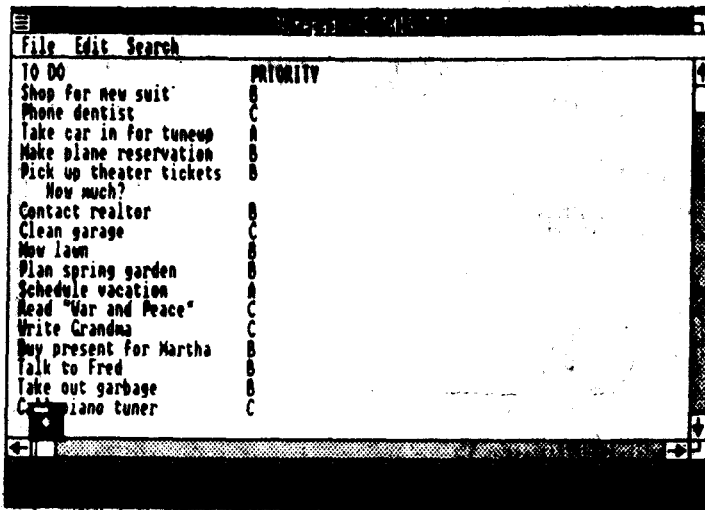 File Edit Search
TO DO PRIORITY
Shop for new suit B
Phone dentist C
Take car in for tuneup A
Make plane reservation B
Pick up theater tickets B
How much?
Contact realtor B
Clean garage C
Mow lawn B
Plan spring garden B
Schedule vacation A
Read "War and Peace" C
Write Grandma C
Buy present for Martha B
Talk to Fred B
Take out garbage B
piano tuner C